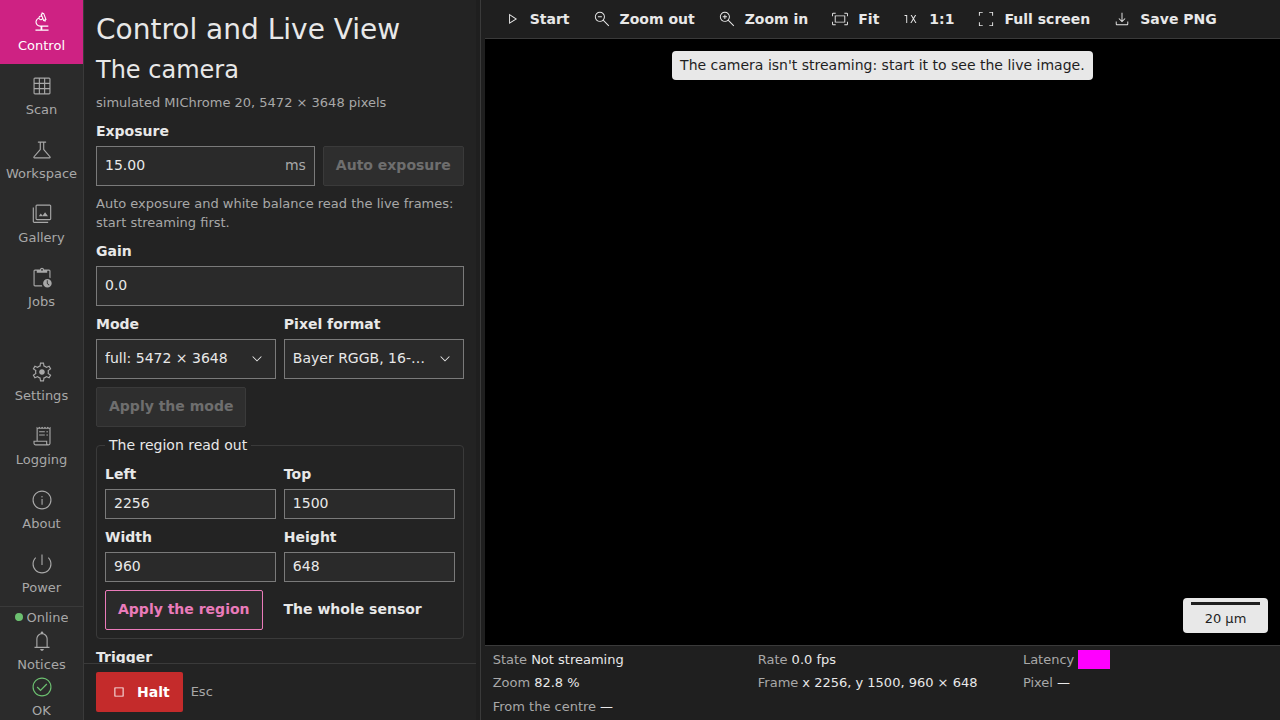 Control
Scan
Workspace
Gallery
Jobs
Settings
Logging
About
Power
Online
Notices
OK
Control and Live View
The camera
simulated MIChrome 20, 5472 × 3648 pixels
Exposure
15.00 ms
Auto exposure
Auto exposure and white balance read the live frames:
start streaming first.
Gain
0.0
Mode Pixel format
full: 5472 × 3648 Bayer RGGB, 16-...
Apply the mode
The region read out
Left Top
2256 1500
Width Height
960 648
Apply the region The whole sensor
Trigger
Halt Esc
Start Zoom out Zoom in Fit 1X 1:1 Full screen Save PNG
The camera isn't streaming: start it to see the live image.
20 µm
State Not streaming Rate 0.0 fps Latency
Zoom 82.8 % Frame x 2256, y 1500, 960 × 648 Pixel —
From the centre —